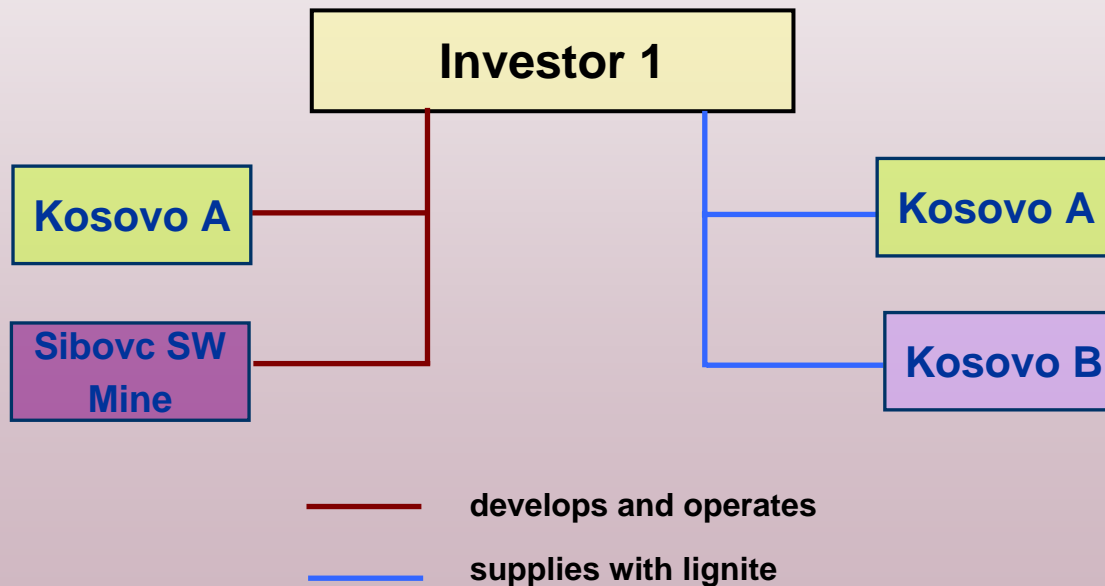 Investor 1
Kosovo A
Kosovo A
Sibovc SW
Mine
Kosovo B
develops and operates
supplies with lignite